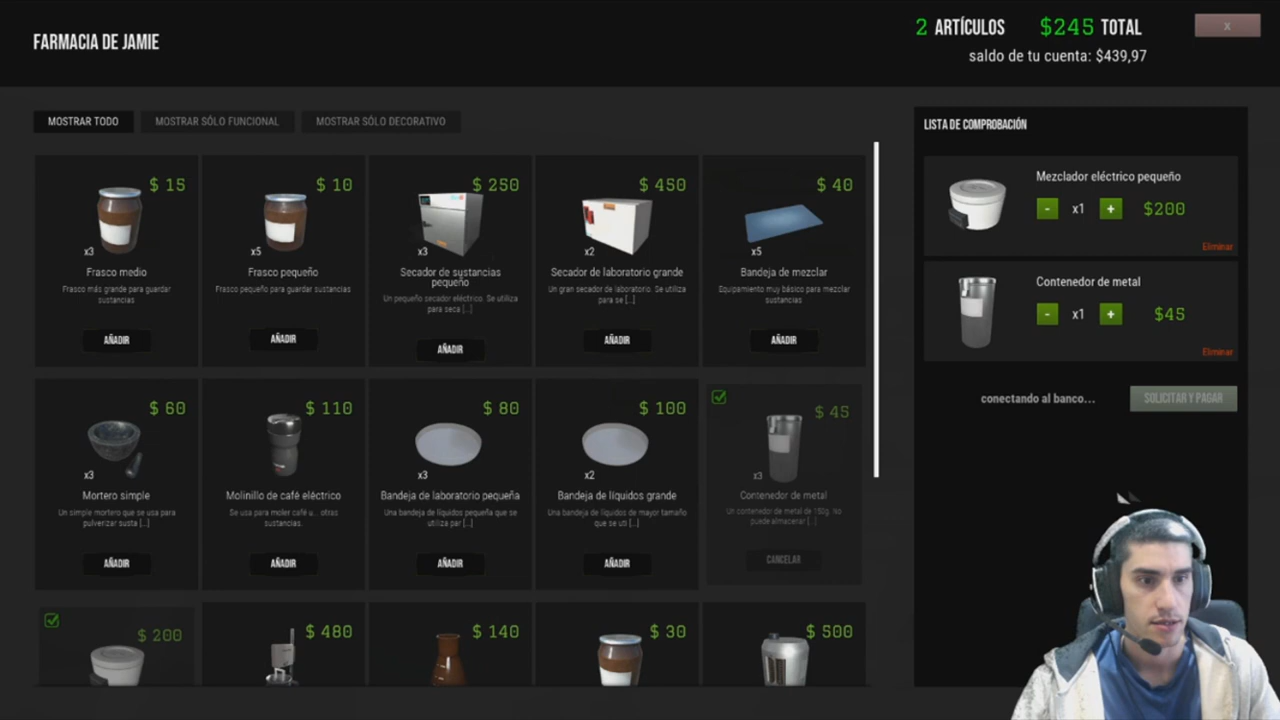 FARMACIA DE JAMIE
2 ARTÍCULOS
$245 TOTAL
X
saldo de tu cuenta: $439,97
MOSTRAR TODO
MOSTRAR SÓLO FUNCIONAL
MOSTRAR SÓLO DECORATIVO
$ 15
x3
Frasco medio
Frasco más grande para guardar
sustancias
AÑADIR
$ 10
x5
Frasco pequeño
Frasco pequeño para guardar sustancias
AÑADIR
$ 250
x3
Secador de sustancias
pequeño
Un pequeño secador eléctrico. Se utiliza
para seca [...]
AÑADIR
$ 450
x2
Secador de laboratorio grande
Un gran secador de laboratorio. Se utiliza
para se [...]
AÑADIR
$ 40
x5
Bandeja de mezclar
Equipamiento muy básico para mezclar
sustancias
AÑADIR
$ 60
x3
Mortero simple
Un simple mortero que se usa para
pulverizar susta [...]
AÑADIR
$ 110
Molinillo de café eléctrico
Se usa para moler café y... otras
sustancias.
AÑADIR
$ 80
x3
Bandeja de laboratorio pequeña
Una bandeja de líquidos pequeña que se
utiliza par [...]
AÑADIR
$ 100
x2
Bandeja de líquidos grande
Una bandeja de líquidos de mayor tamaño
que se uti [...]
AÑADIR
$ 45
x3
Contenedor de metal
Un contenedor de metal de 150g. No
puede almacenar [...]
CANCELAR
$ 200
$ 480
$ 140
$ 30
$ 500
LISTA DE COMPROBACIÓN
Mezclador eléctrico pequeño
- x1 + $200
Eliminar
Contenedor de metal
- x1 + $45
Eliminar
conectando al banco...
SOLICITAR Y PAGAR